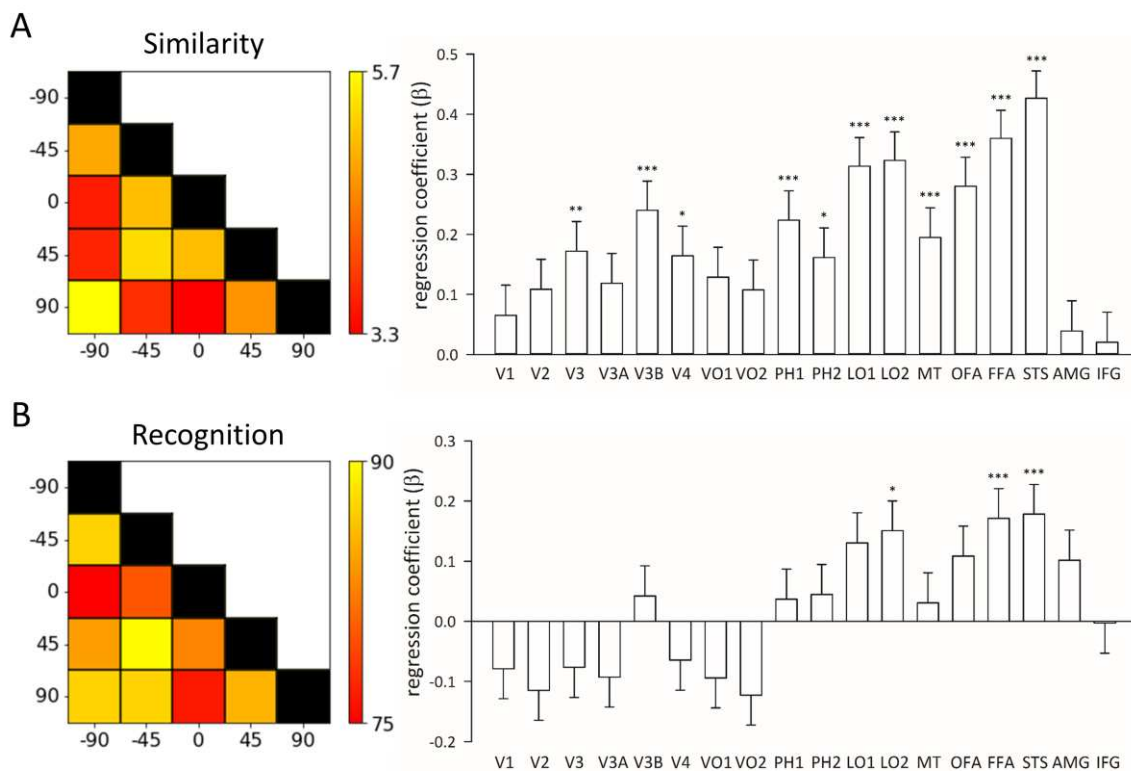 A
Similarity
-90
-45
0
45
90
-90 -45 0 45 90
5.7
3.3
regression coefficient (β)
0.5
0.4
0.3
0.2
0.1
0.0
** *** * *** * *** *** *** *** *** ***
V1 V2 V3 V3A V3B V4 VO1 VO2 PH1 PH2 LO1 LO2 MT OFA FFA STS AMG IFG
B
Recognition
-90
-45
0
45
90
-90 -45 0 45 90
90
75
regression coefficient (β)
0.3
0.2
0.1
0.0
-0.1
-0.2
* *** ***
V1 V2 V3 V3A V3B V4 VO1 VO2 PH1 PH2 LO1 LO2 MT OFA FFA STS AMG IFG